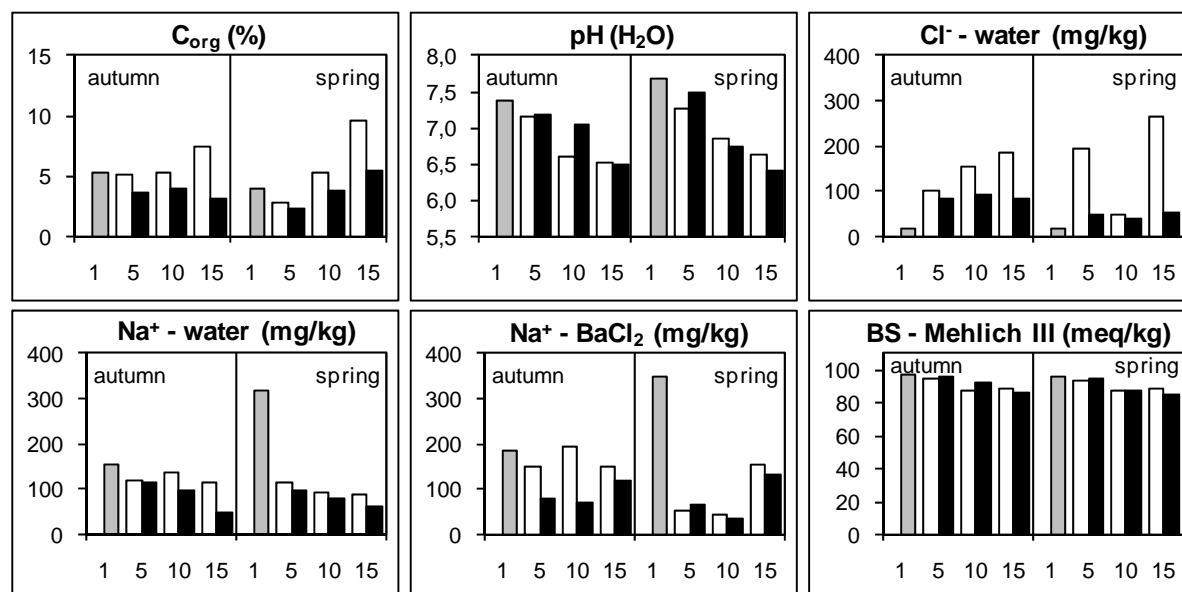 C_org (%)
15
10
5
0
autumn
spring
1 5 10 15 1 5 10 15
pH (H₂O)
8,0
7,5
7,0
6,5
6,0
5,5
autumn
spring
1 5 10 15 1 5 10 15
Cl⁻ - water (mg/kg)
400
300
200
100
0
autumn
spring
1 5 10 15 1 5 10 15
Na⁺ - water (mg/kg)
400
300
200
100
0
autumn
spring
1 5 10 15 1 5 10 15
Na⁺ - BaCl₂ (mg/kg)
400
300
200
100
0
autumn
spring
1 5 10 15 1 5 10 15
BS - Mehlich III (meq/kg)
100
80
60
40
20
0
autumn
spring
1 5 10 15 1 5 10 15